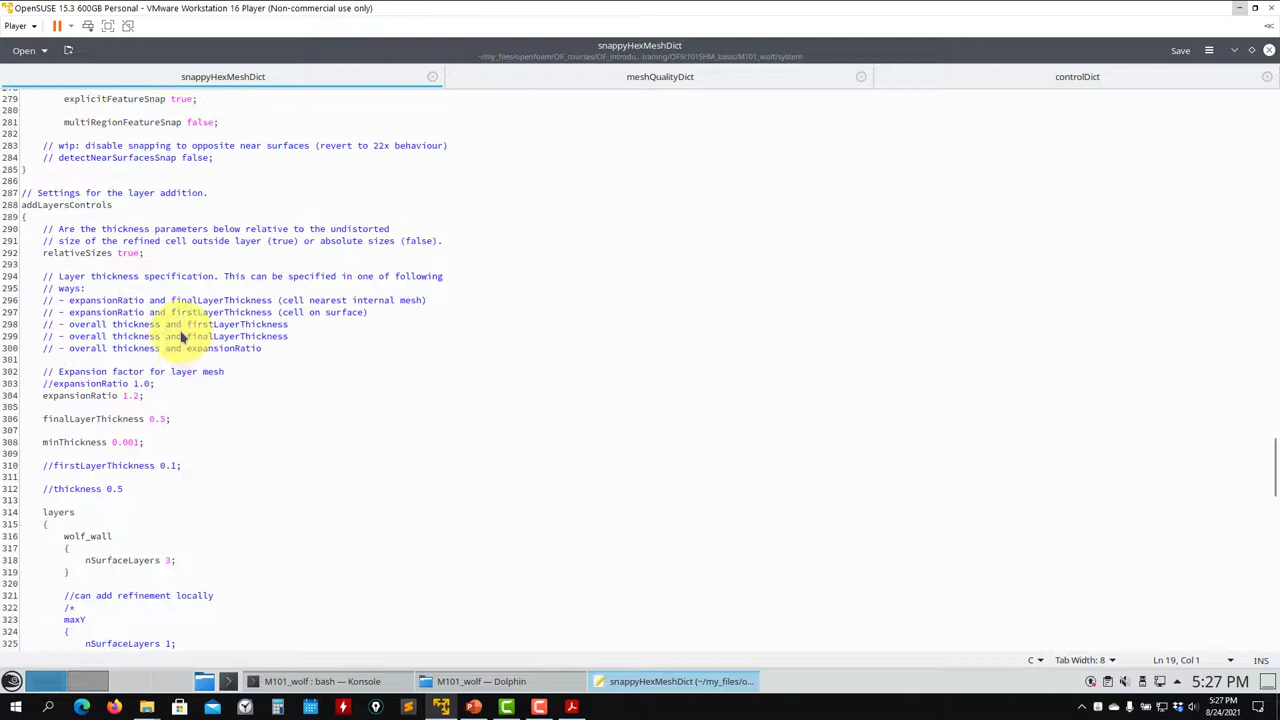 OpenSUSE 15.3 600GB Personal - VMware Workstation 16 Player (Non-commercial use only)
Player
Open
snappyHexMeshDict
Save
snappyHexMeshDict
meshQualityDict
controlDict
279 explicitFeatureSnap true;
280
281 multiRegionFeatureSnap false;
282
283 // wip: disable snapping to opposite near surfaces (revert to 22x behaviour)
284 // detectNearSurfacesSnap false;
285 }
286
287 // Settings for the layer addition.
288 addLayersControls
289 {
290 // Are the thickness parameters below relative to the undistorted
291 // size of the refined cell outside layer (true) or absolute sizes (false).
292 relativeSizes true;
293
294 // Layer thickness specification. This can be specified in one of following
295 // ways:
296 // - expansionRatio and finalLayerThickness (cell nearest internal mesh)
297 // - expansionRatio and firstLayerThickness (cell on surface)
298 // - overall thickness and firstLayerThickness
299 // - overall thickness and finalLayerThickness
300 // - overall thickness and expansionRatio
301
302 // Expansion factor for layer mesh
303 //expansionRatio 1.0;
304 expansionRatio 1.2;
305
306 finalLayerThickness 0.5;
307
308 minThickness 0.001;
309
310 //firstLayerThickness 0.1;
311
312 //thickness 0.5
313
314 layers
315 {
316 wolf_wall
317 {
318 nSurfaceLayers 3;
319 }
320
321 //can add refinement locally
322 /*
323 maxY
324 {
325 nSurfaceLayers 1;
C Tab Width: 8 Ln 19, Col 1 INS
M101_wolf : bash — Konsole M101_wolf — Dolphin snappyHexMeshDict (~/my_files/o... 5:27 PM
5:27 PM
8/24/2021